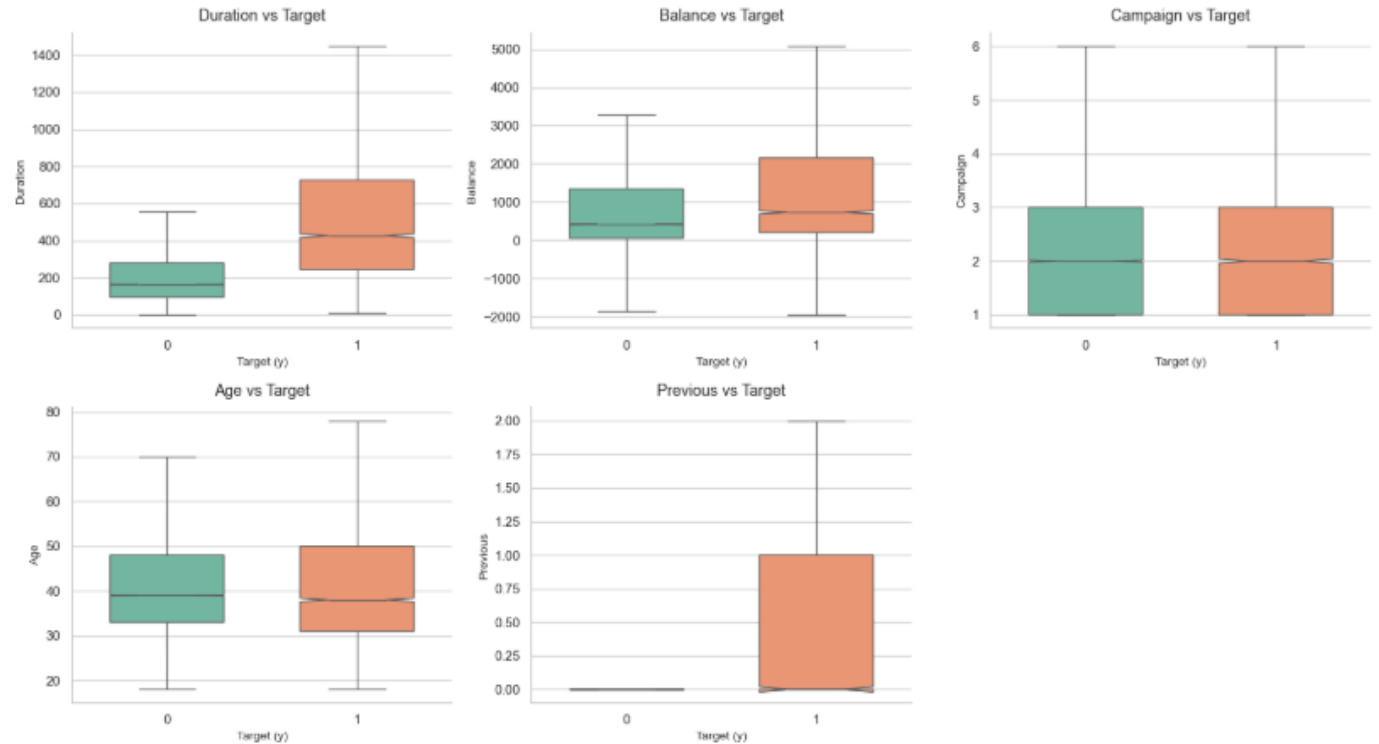 Duration vs Target
1400
1200
1000
800
600
400
200
0
Duration
0 1
Target (y)
Balance vs Target
5000
4000
3000
2000
1000
0
−1000
−2000
Balance
0 1
Target (y)
Campaign vs Target
6
5
4
3
2
1
Campaign
0 1
Target (y)
Age vs Target
80
70
60
50
40
30
20
Age
0 1
Target (y)
Previous vs Target
2.00
1.75
1.50
1.25
1.00
0.75
0.50
0.25
0.00
Previous
0 1
Target (y)